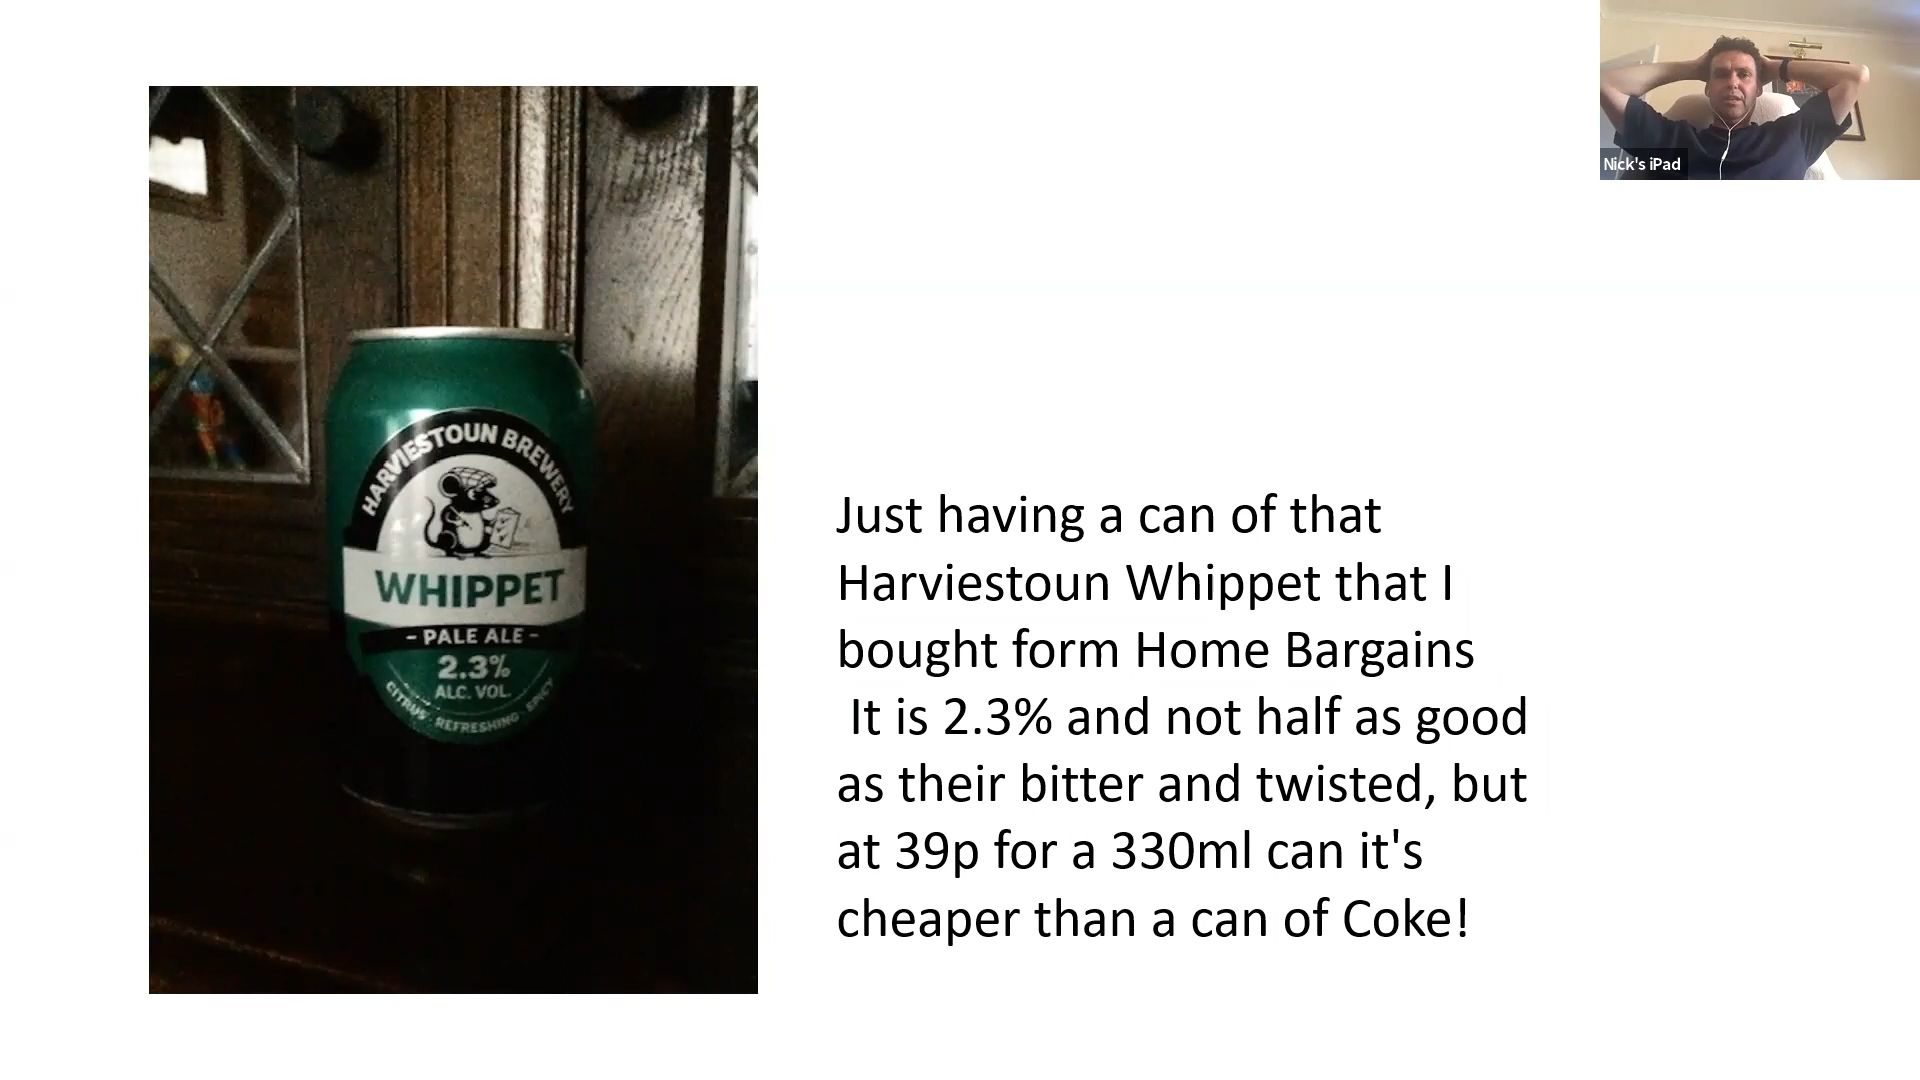 Nick's iPad
HARVIESTOUN BREWERY
WHIPPET
- PALE ALE -
2.3%
ALC. VOL.
CITRUS · REFRESHING · SPICY
Just having a can of that
Harviestoun Whippet that I
bought form Home Bargains
It is 2.3% and not half as good
as their bitter and twisted, but
at 39p for a 330ml can it's
cheaper than a can of Coke!